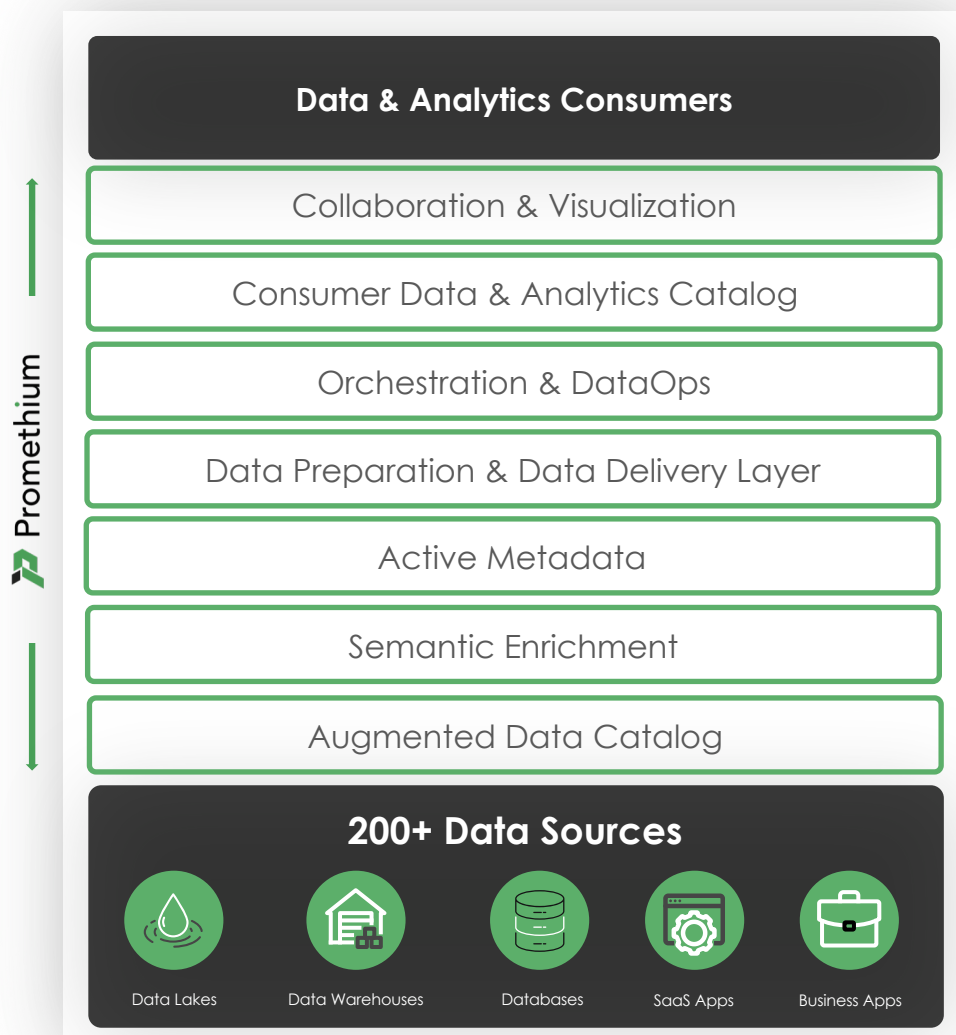 Data & Analytics Consumers
Collaboration & Visualization
Consumer Data & Analytics Catalog
Orchestration & DataOps
Data Preparation & Data Delivery Layer
Active Metadata
Semantic Enrichment
Augmented Data Catalog
Promethium
200+ Data Sources
Data Lakes
Data Warehouses
Databases
SaaS Apps
Business Apps